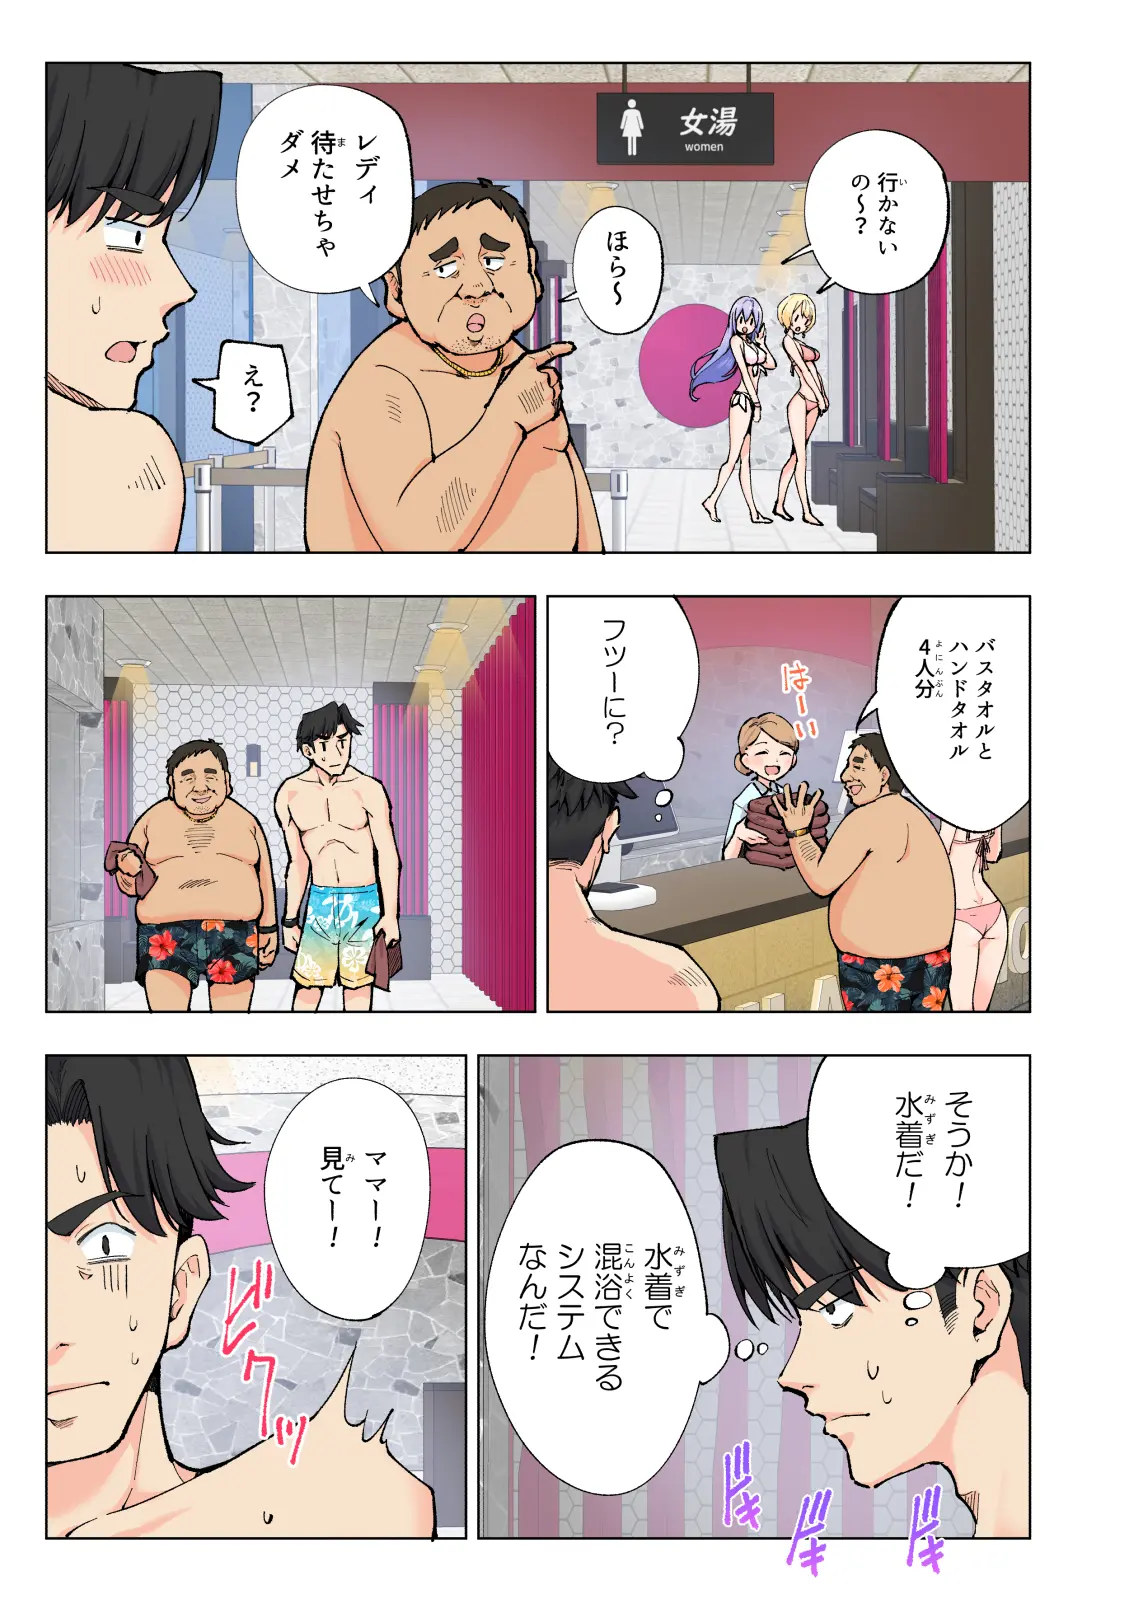 女湯
women
行かない
の〜?
ほら〜
レディ
待たせちゃ
ダメ
え?
バスタオルと
ハンドタオル
4人分
はーい
フツーに?
そうか!
水着だ!
水着で
混浴できる
システム
なんだ!
ドキ
ドキ
ドキ
ママー!
見てー!
ビクッ